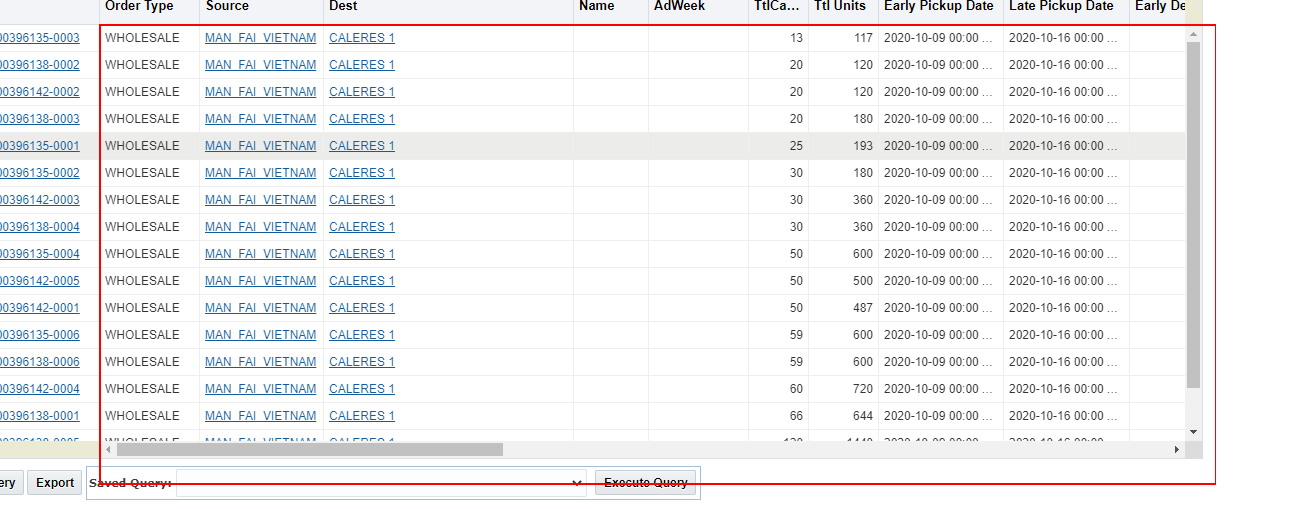 Order Type Source Dest Name AdWeek TtlCa... Ttl Units Early Pickup Date Late Pickup Date Early De
00396135-0003 WHOLESALE MAN_FAI_VIETNAM CALERES 1 13 117 2020-10-09 00:00 ... 2020-10-16 00:00 ...
00396138-0002 WHOLESALE MAN_FAI_VIETNAM CALERES 1 20 120 2020-10-09 00:00 ... 2020-10-16 00:00 ...
00396142-0002 WHOLESALE MAN_FAI_VIETNAM CALERES 1 20 120 2020-10-09 00:00 ... 2020-10-16 00:00 ...
00396138-0003 WHOLESALE MAN_FAI_VIETNAM CALERES 1 20 180 2020-10-09 00:00 ... 2020-10-16 00:00 ...
00396135-0001 WHOLESALE MAN_FAI_VIETNAM CALERES 1 25 193 2020-10-09 00:00 ... 2020-10-16 00:00 ...
00396135-0002 WHOLESALE MAN_FAI_VIETNAM CALERES 1 30 180 2020-10-09 00:00 ... 2020-10-16 00:00 ...
00396142-0003 WHOLESALE MAN_FAI_VIETNAM CALERES 1 30 360 2020-10-09 00:00 ... 2020-10-16 00:00 ...
00396138-0004 WHOLESALE MAN_FAI_VIETNAM CALERES 1 30 360 2020-10-09 00:00 ... 2020-10-16 00:00 ...
00396135-0004 WHOLESALE MAN_FAI_VIETNAM CALERES 1 50 600 2020-10-09 00:00 ... 2020-10-16 00:00 ...
00396142-0005 WHOLESALE MAN_FAI_VIETNAM CALERES 1 50 500 2020-10-09 00:00 ... 2020-10-16 00:00 ...
00396142-0001 WHOLESALE MAN_FAI_VIETNAM CALERES 1 50 487 2020-10-09 00:00 ... 2020-10-16 00:00 ...
00396135-0006 WHOLESALE MAN_FAI_VIETNAM CALERES 1 59 600 2020-10-09 00:00 ... 2020-10-16 00:00 ...
00396138-0006 WHOLESALE MAN_FAI_VIETNAM CALERES 1 59 600 2020-10-09 00:00 ... 2020-10-16 00:00 ...
00396142-0004 WHOLESALE MAN_FAI_VIETNAM CALERES 1 60 720 2020-10-09 00:00 ... 2020-10-16 00:00 ...
00396138-0001 WHOLESALE MAN_FAI_VIETNAM CALERES 1 66 644 2020-10-09 00:00 ... 2020-10-16 00:00 ...
ery Export Saved Query: Execute Query